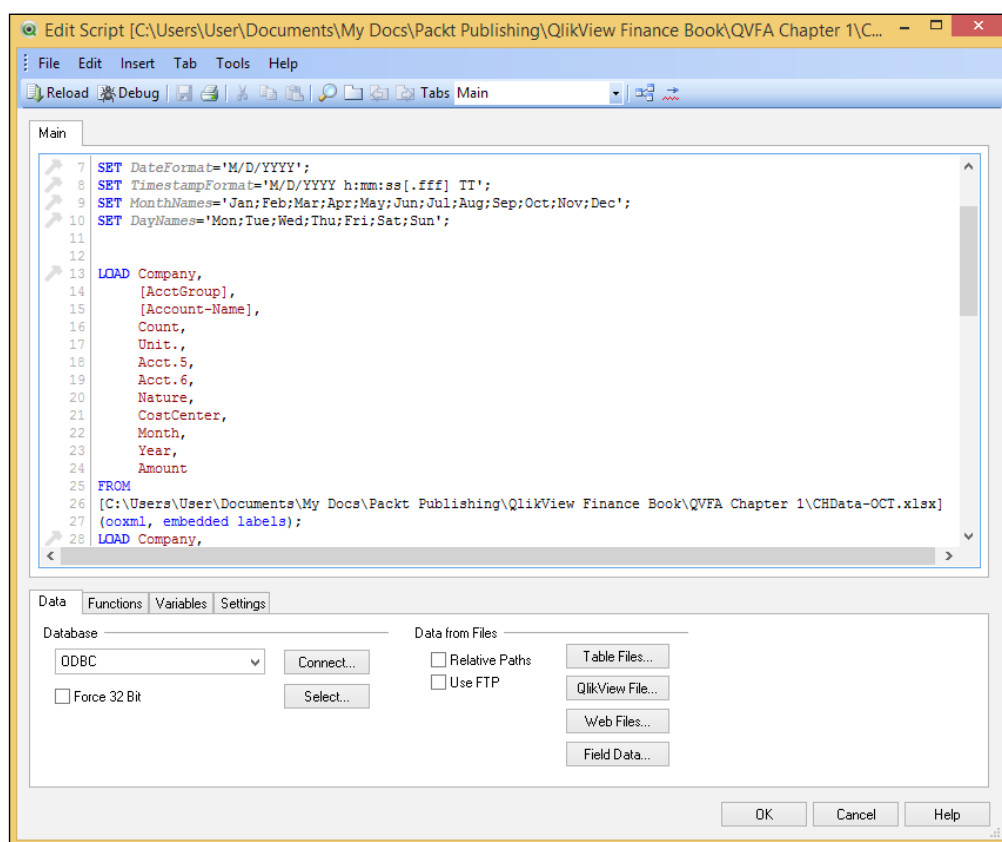 Edit Script [C:\Users\User\Documents\My Docs\Packt Publishing\QlikView Finance Book\QVFA Chapter 1\C...
File Edit Insert Tab Tools Help
Reload Debug Tabs Main
Main
7 SET DateFormat='M/D/YYYY';
8 SET TimestampFormat='M/D/YYYY h:mm:ss[.fff] TT';
9 SET MonthNames='Jan;Feb;Mar;Apr;May;Jun;Jul;Aug;Sep;Oct;Nov;Dec';
10 SET DayNames='Mon;Tue;Wed;Thu;Fri;Sat;Sun';
11
12
13 LOAD Company,
14 [AcctGroup],
15 [Account-Name],
16 Count,
17 Unit.,
18 Acct.5,
19 Acct.6,
20 Nature,
21 CostCenter,
22 Month,
23 Year,
24 Amount
25 FROM
26 [C:\Users\User\Documents\My Docs\Packt Publishing\QlikView Finance Book\QVFA Chapter 1\CHData-OCT.xlsx]
27 (ooxml, embedded labels);
28 LOAD Company,
Data Functions Variables Settings
Database
ODBC
Connect...
Force 32 Bit
Select...
Data from Files
Relative Paths
Use FTP
Table Files...
QlikView File...
Web Files...
Field Data...
OK Cancel Help